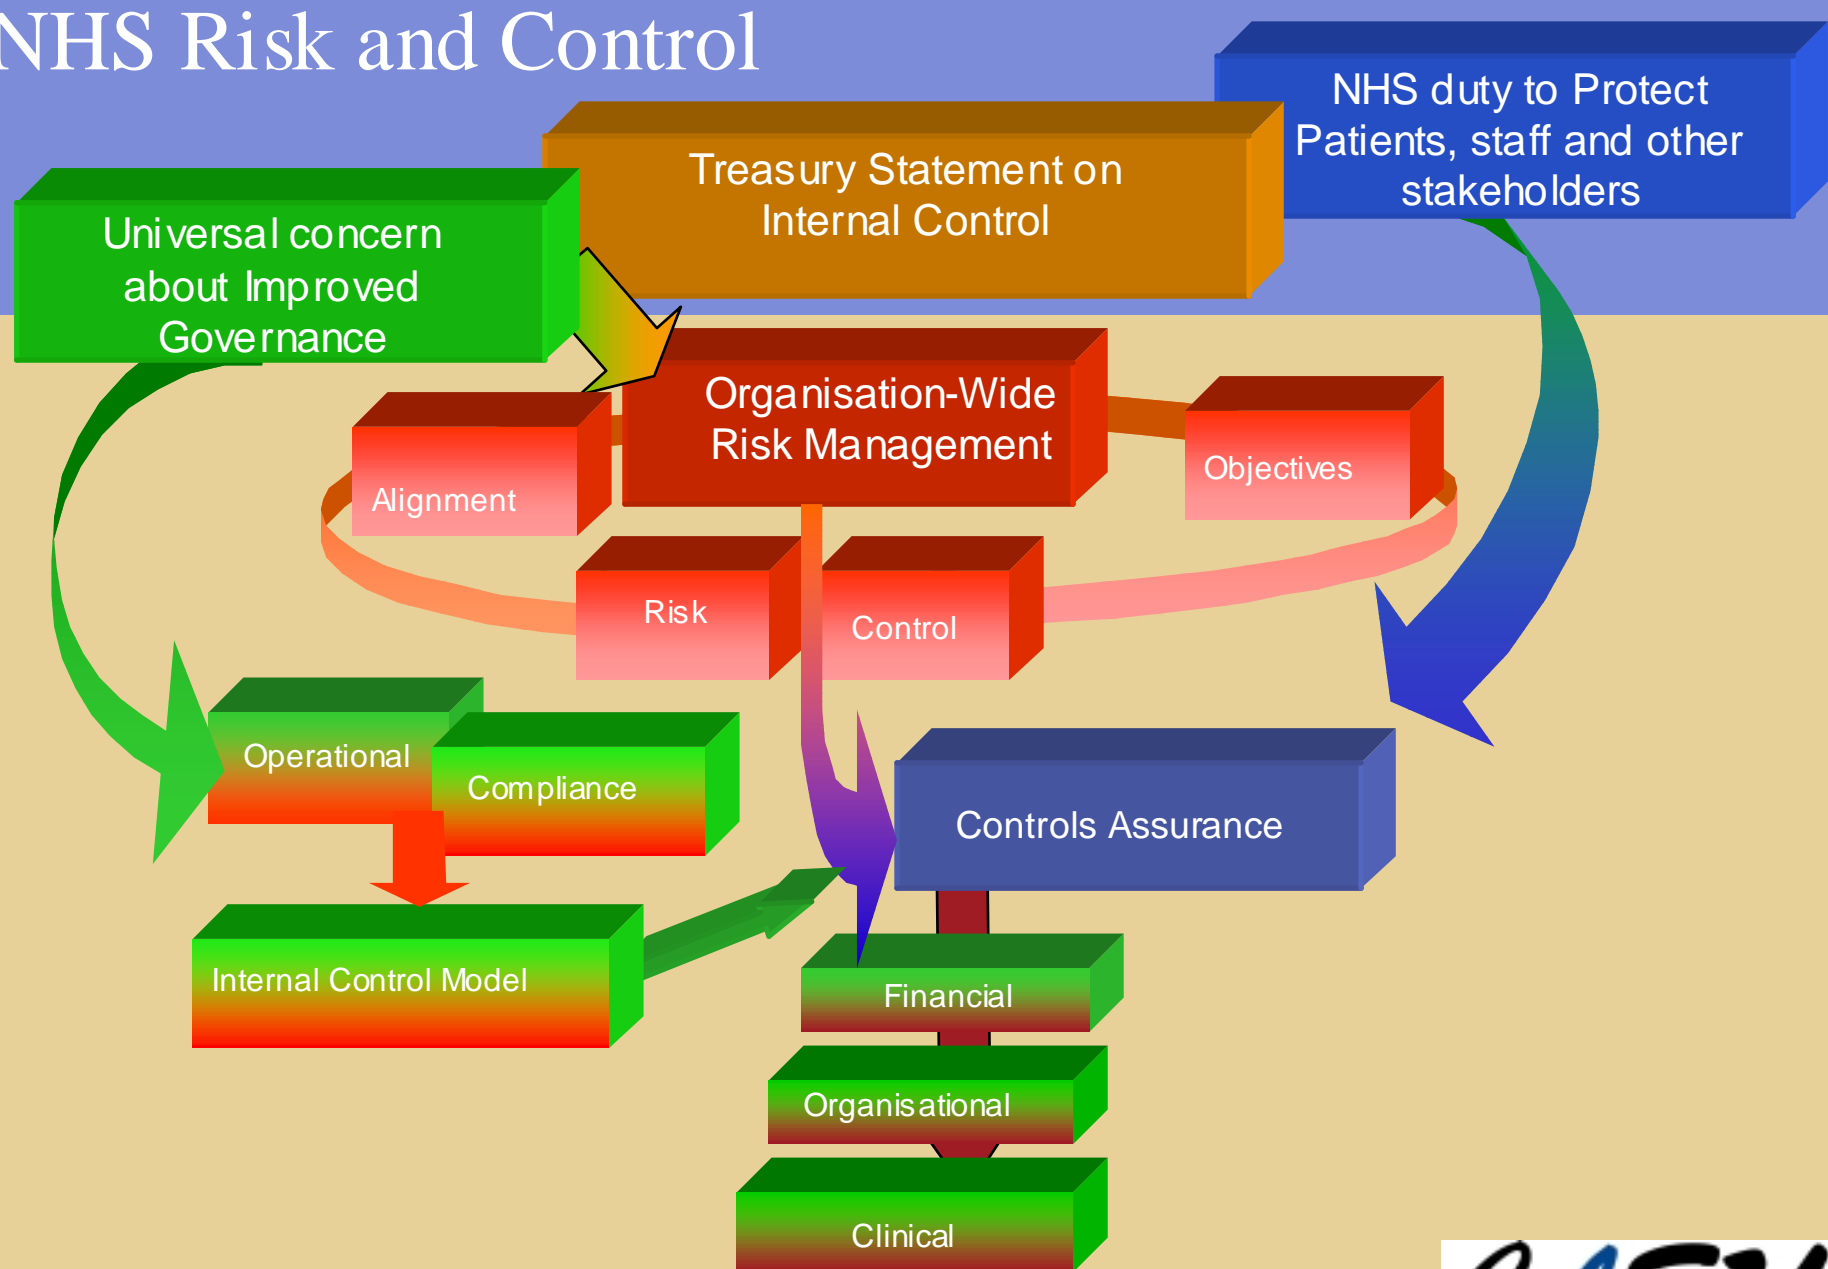 NHS Risk and Control
NHS duty to Protect
Patients, staff and other
stakeholders
Treasury Statement on
Internal Control
Universal concern
about Improved
Governance
Organisation-Wide
Risk Management
Alignment
Objectives
Risk
Control
Operational
Compliance
Controls Assurance
Internal Control Model
Financial
Organisational
Clinical